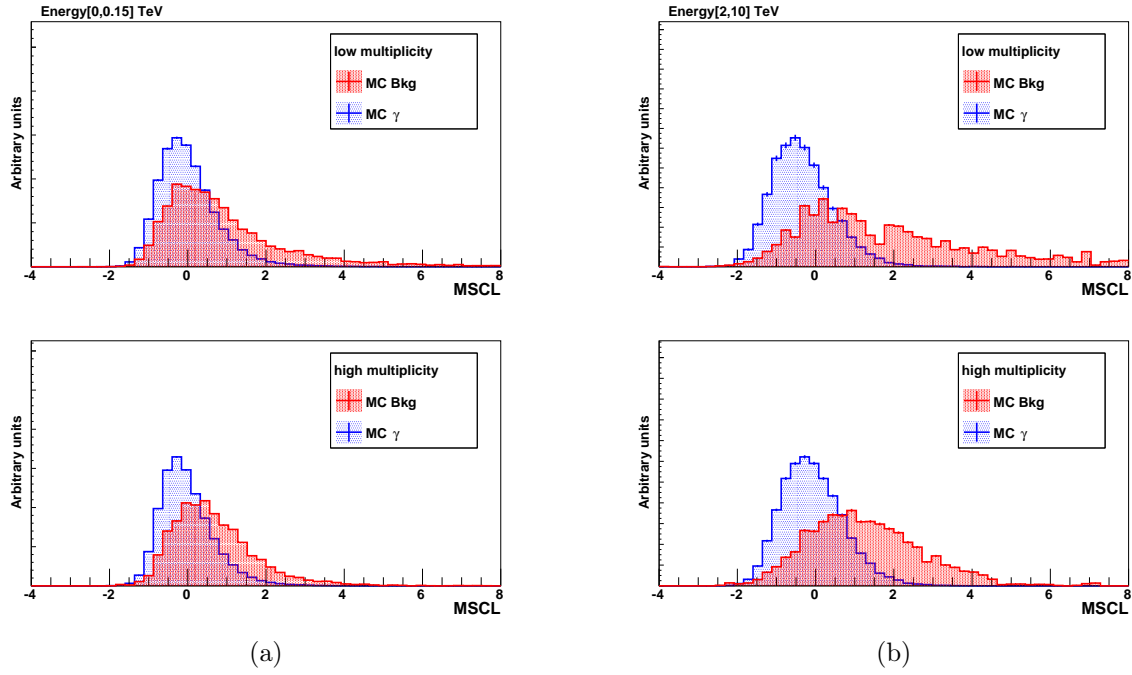 Energy[0,0.15] TeV
Arbitrary units
low multiplicity
MC Bkg
MC γ
-4 -2 0 2 4 6 8
MSCL
Arbitrary units
high multiplicity
MC Bkg
MC γ
-4 -2 0 2 4 6 8
MSCL
(a)
Energy[2,10] TeV
Arbitrary units
low multiplicity
MC Bkg
MC γ
-4 -2 0 2 4 6 8
MSCL
Arbitrary units
high multiplicity
MC Bkg
MC γ
-4 -2 0 2 4 6 8
MSCL
(b)